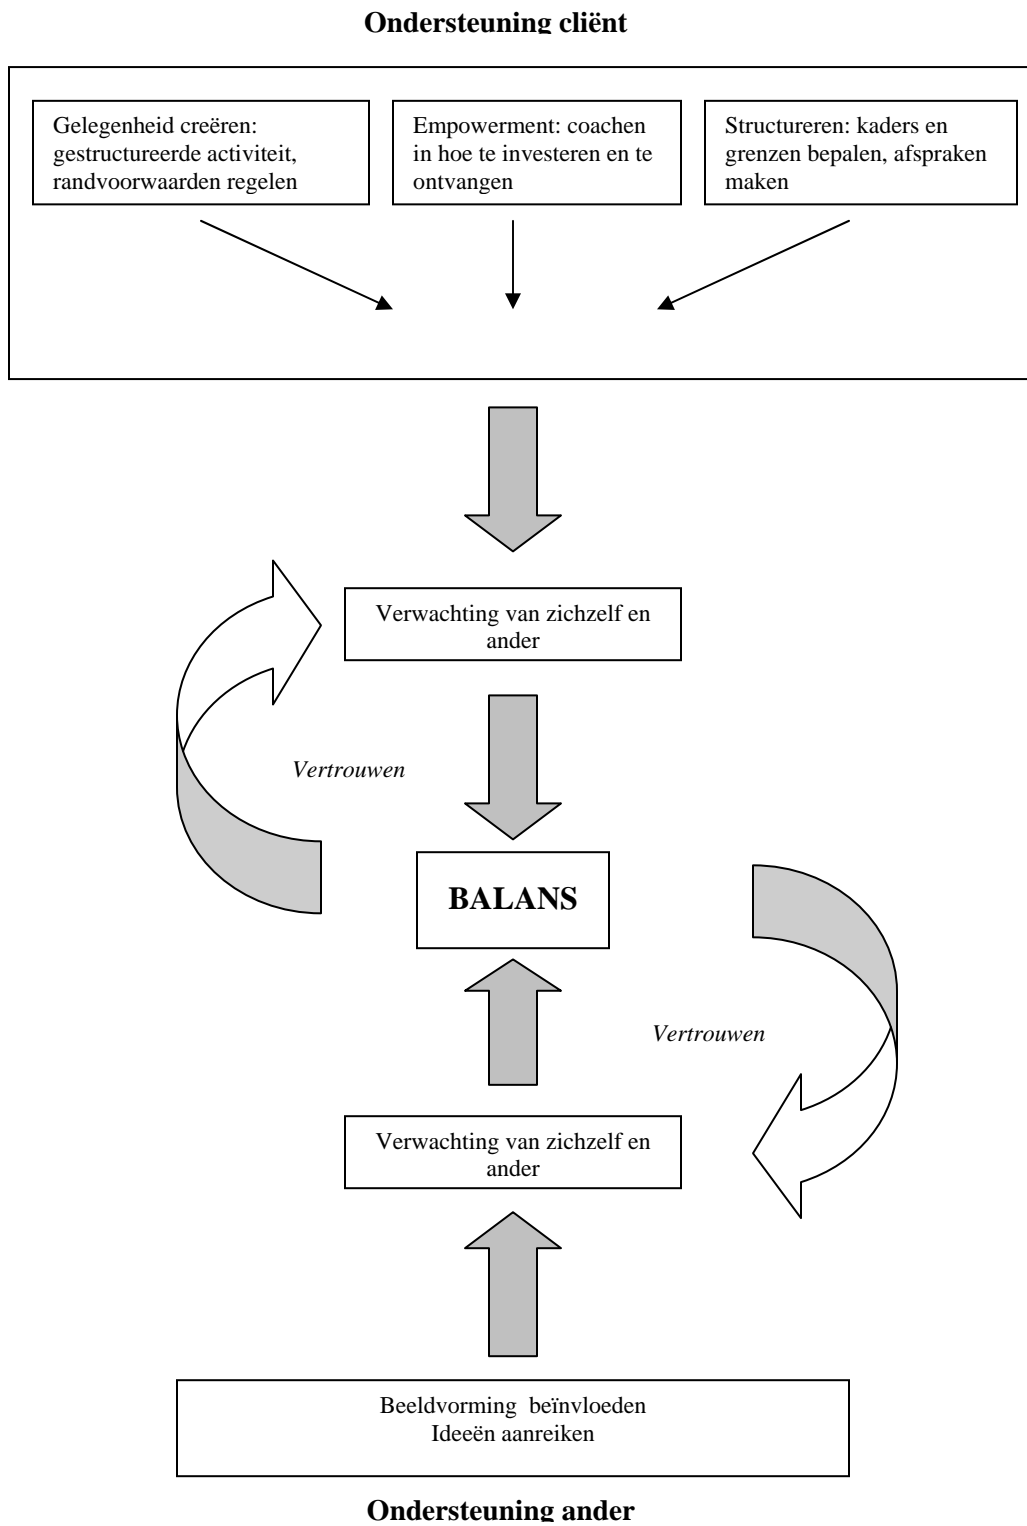 Ondersteuning cliënt
Gelegenheid creëren:
gestructureerde activiteit,
randvoorwaarden regelen
Empowerment: coachen
in hoe te investeren en te
ontvangen
Structureren: kaders en
grenzen bepalen, afspraken
maken
Verwachting van zichzelf en
ander
Vertrouwen
BALANS
Vertrouwen
Verwachting van zichzelf en
ander
Beeldvorming beïnvloeden
Ideeën aanreiken
Ondersteuning ander